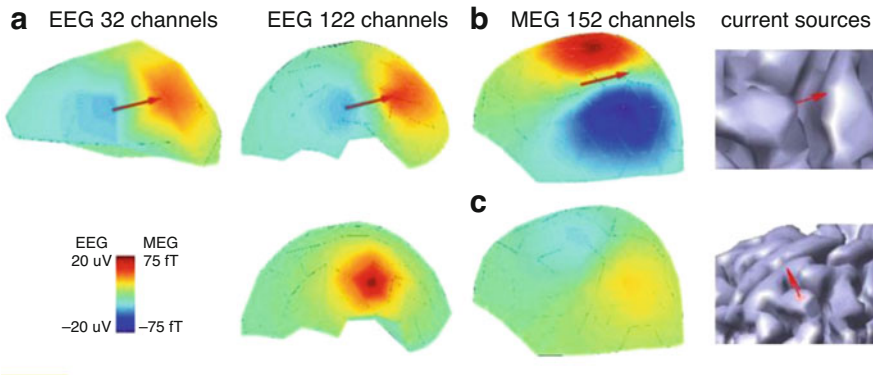 a EEG 32 channels EEG 122 channels b MEG 152 channels current sources
c
EEG MEG
20 uV 75 fT
−20 uV −75 fT